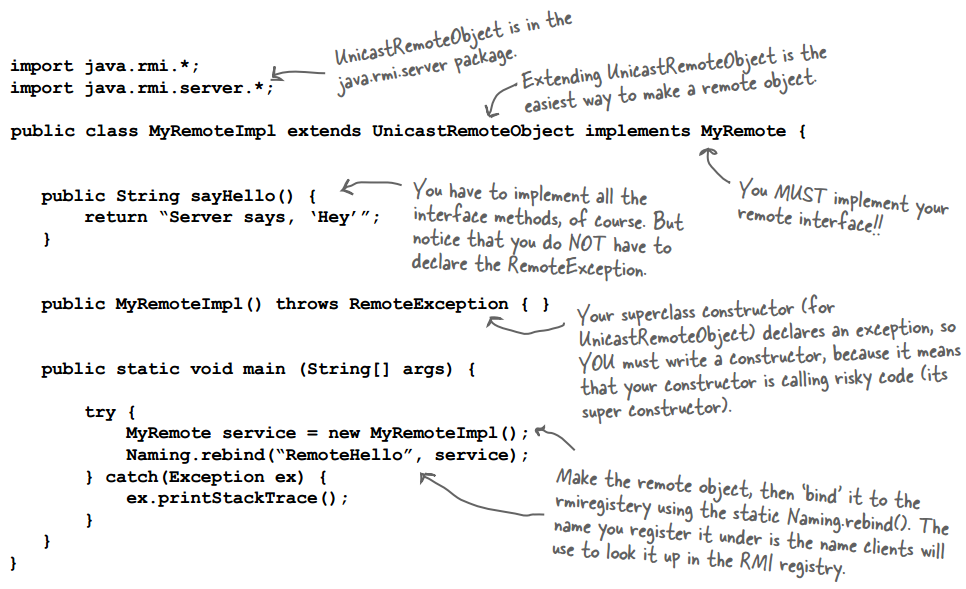 UnicastRemoteObject is in the
java.rmi.server package.
import java.rmi.*;
import java.rmi.server.*;
Extending UnicastRemoteObject is the
easiest way to make a remote object.
public class MyRemoteImpl extends UnicastRemoteObject implements MyRemote {
You MUST implement your
remote interface!!
public String sayHello() {
return “Server says, ‘Hey’”;
}
You have to implement all the
interface methods, of course. But
notice that you do NOT have to
declare the RemoteException.
public MyRemoteImpl() throws RemoteException { }
Your superclass constructor (for
UnicastRemoteObject) declares an exception, so
YOU must write a constructor, because it means
that your constructor is calling risky code (its
super constructor).
public static void main (String[] args) {
try {
MyRemote service = new MyRemoteImpl();
Naming.rebind(“RemoteHello”, service);
} catch(Exception ex) {
ex.printStackTrace();
}
}
}
Make the remote object, then ‘bind’ it to the
rmiregistery using the static Naming.rebind(). The
name you register it under is the name clients will
use to look it up in the RMI registry.